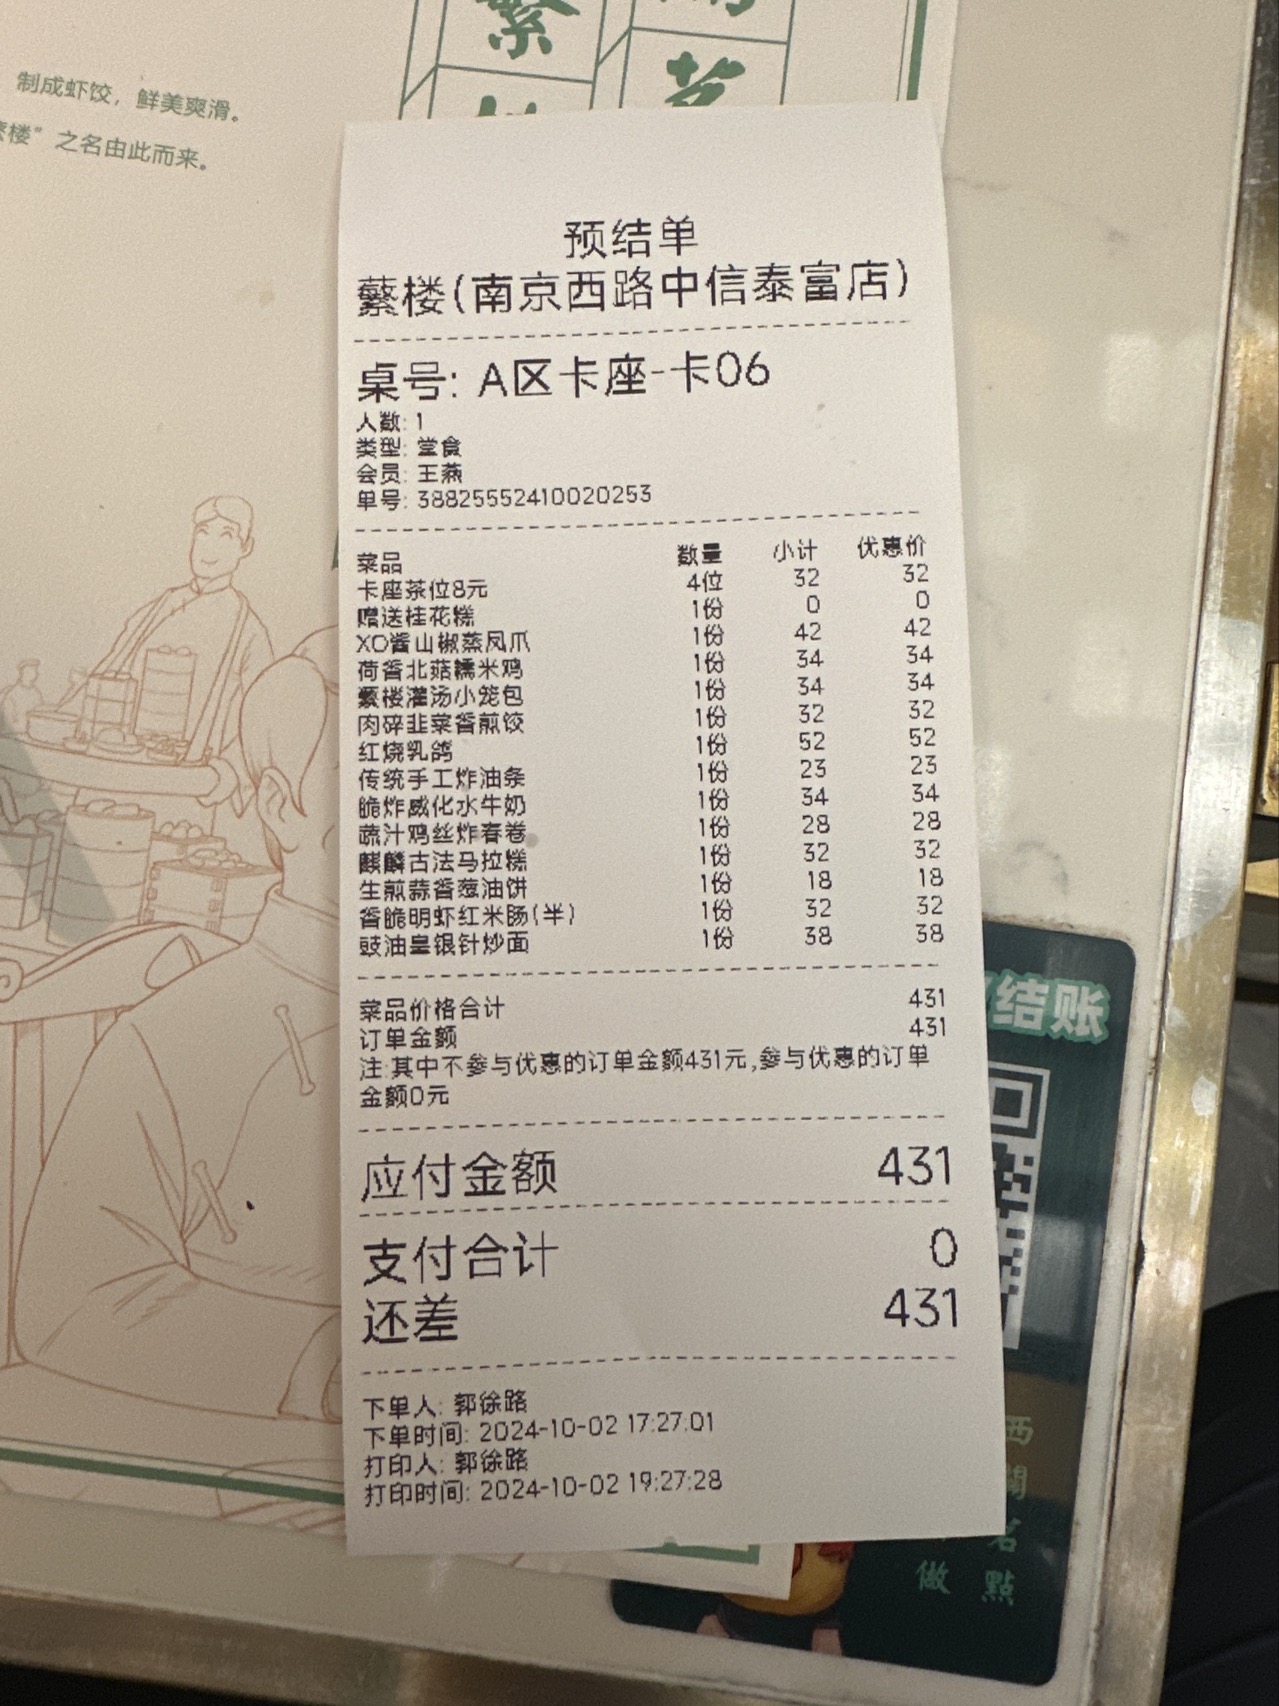 繁
茗
制成虾饺，鲜美爽滑。
楼”之名由此而来。
预结单
蘩楼(南京西路中信泰富店)
桌号: A区卡座-卡06
人数: 1
类型: 堂食
会员: 王燕
单号: 38825552410020253
菜品 数量 小计 优惠价
卡座茶位8元 4位 32 32
赠送桂花糕 1份 0 0
XO酱山椒蒸凤爪 1份 42 42
荷香北菇糯米鸡 1份 34 34
蘩楼灌汤小笼包 1份 34 34
肉碎韭菜香煎饺 1份 32 32
红烧乳鸽 1份 52 52
传统手工炸油条 1份 23 23
脆炸威化水牛奶 1份 34 34
蔬汁鸡丝炸春卷 1份 28 28
麒麟古法马拉糕 1份 32 32
生煎蒜香葱油饼 1份 18 18
香脆明虾红米肠(半) 1份 32 32
豉油皇银针炒面 1份 38 38
菜品价格合计 431
订单金额 431
注:其中不参与优惠的订单金额431元,参与优惠的订单
金额0元
应付金额 431
支付合计 0
还差 431
下单人: 郭徐路
下单时间: 2024-10-02 17:27:01
打印人: 郭徐路
打印时间: 2024-10-02 19:27:28
结账
西關名點
做